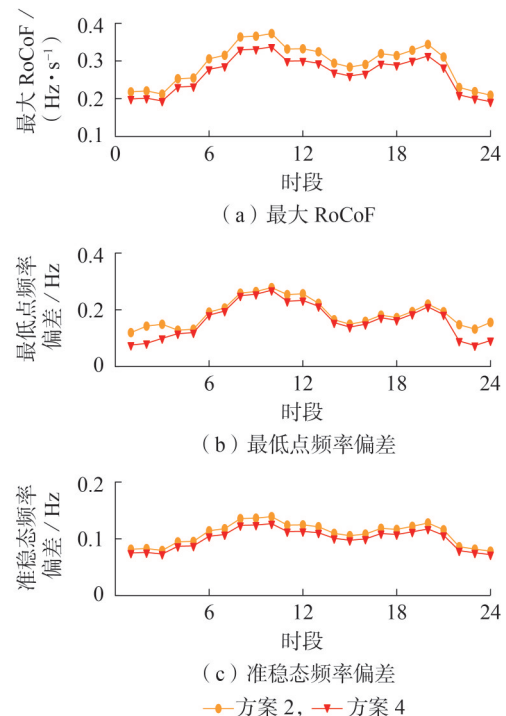 最大 RoCoF /
（Hz·s⁻¹）
0.4
0.3
0.2
0.1
0 6 12 18 24
时段
（a）最大 RoCoF
最低点频率
偏差 / Hz
0.4
0.2
0
6 12 18 24
时段
（b）最低点频率偏差
准稳态频率
偏差 / Hz
0.2
0.1
0
6 12 18 24
时段
（c）准稳态频率偏差
方案 2, 方案 4